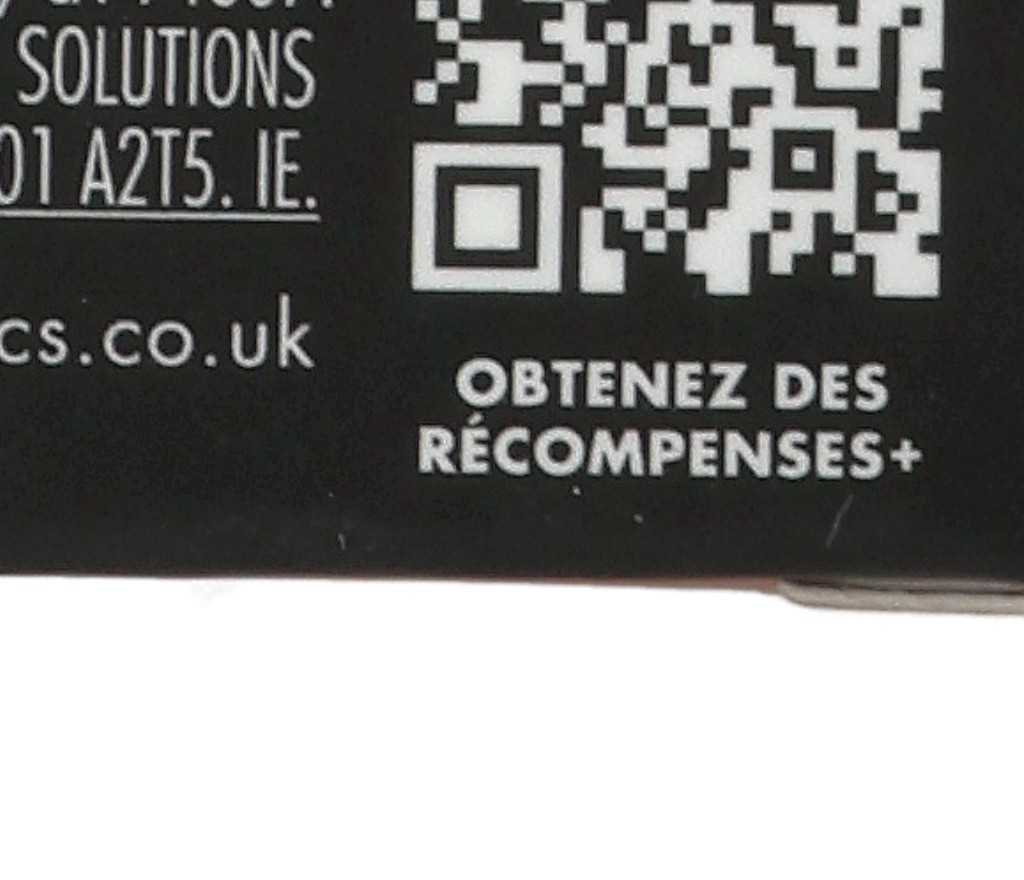 SOLUTIONS
01 A2T5. IE.
cs.co.uk
OBTENEZ DES
RÉCOMPENSES+